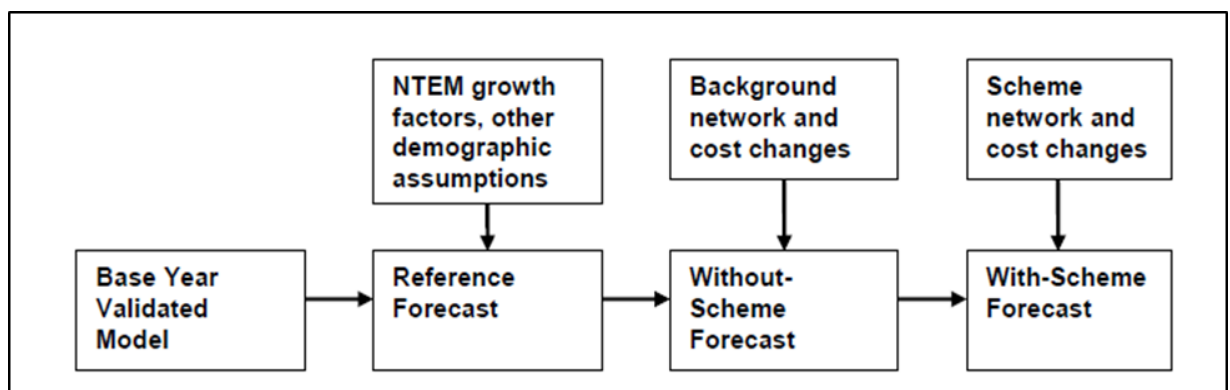 NTEM growth
factors, other
demographic
assumptions
Background
network and
cost changes
Scheme
network and
cost changes
Base Year
Validated
Model
Reference
Forecast
Without-
Scheme
Forecast
With-Scheme
Forecast